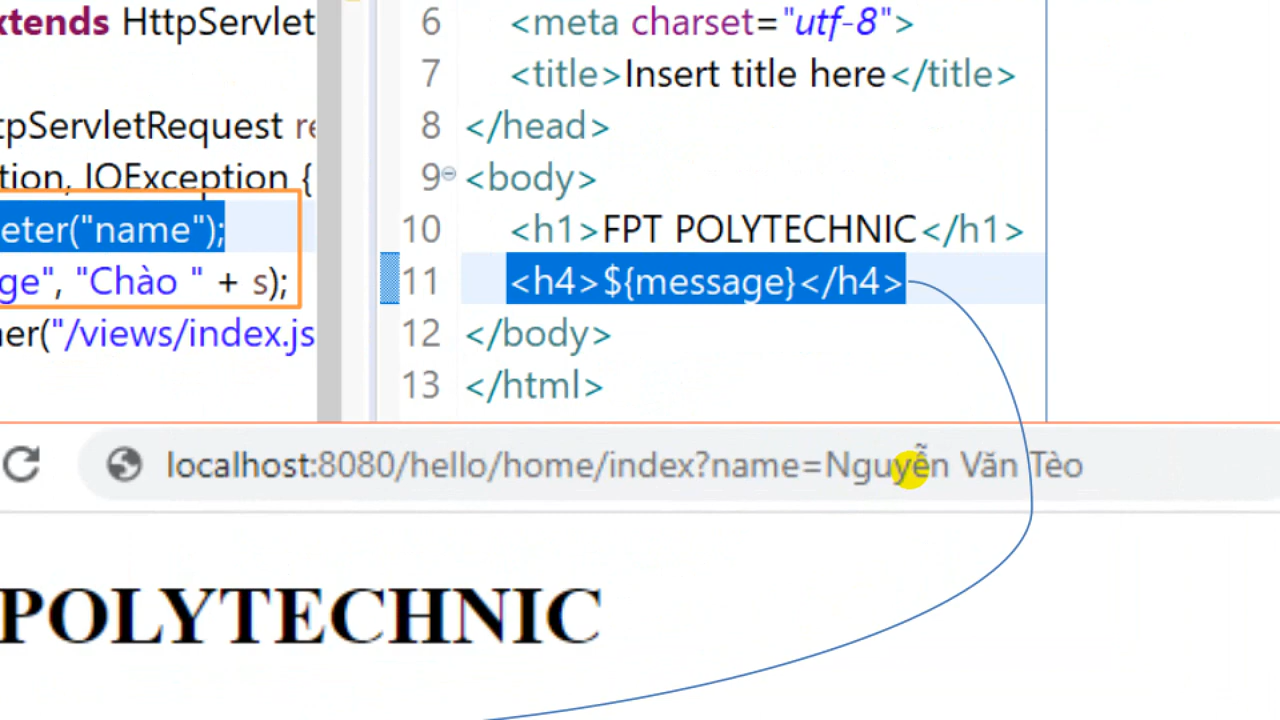 xtends HttpServlet
tpServletRequest re
tion, IOException {
eter("name");
ge", "Chào " + s);
her("/views/index.js
6 <meta charset="utf-8">
7 <title>Insert title here</title>
8 </head>
9 <body>
10 <h1>FPT POLYTECHNIC</h1>
11 <h4>${message}</h4>
12 </body>
13 </html>
localhost:8080/hello/home/index?name=Nguyễn Văn Tèo
POLYTECHNIC